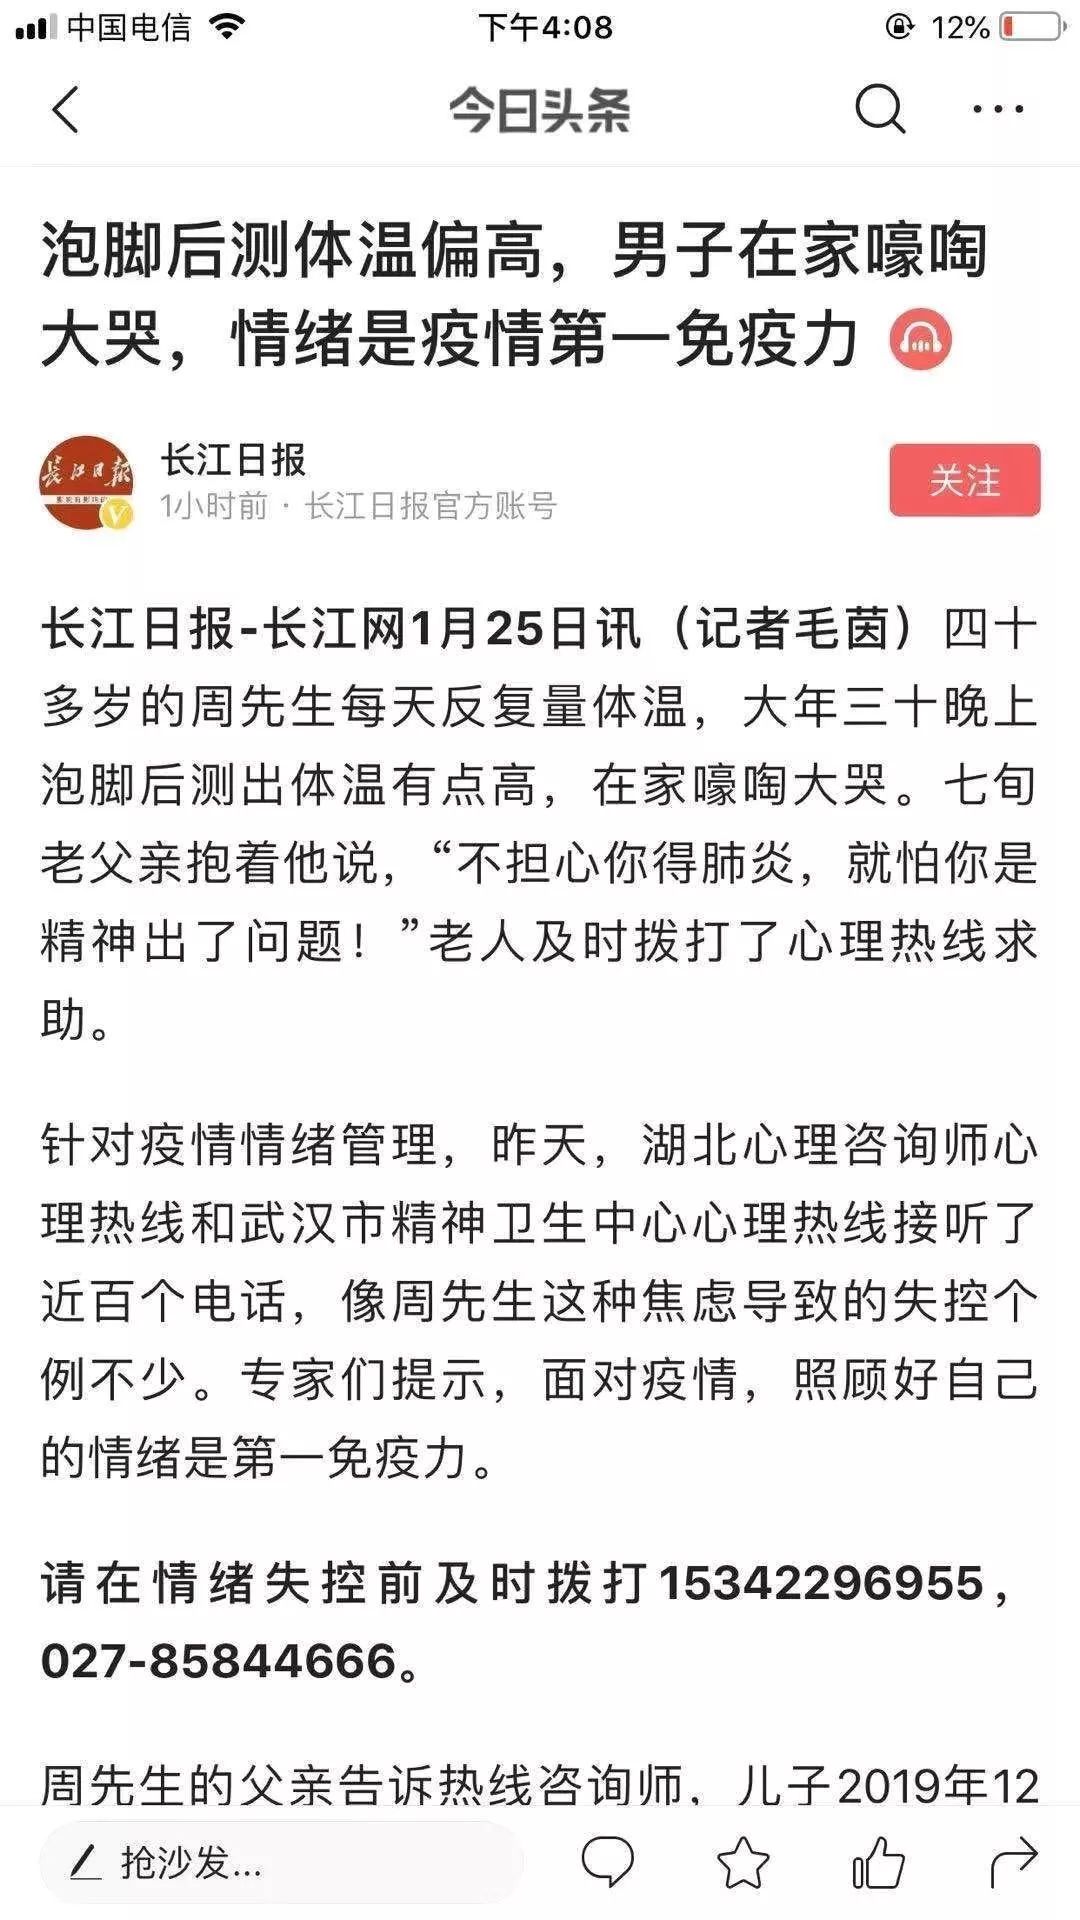 中国电信
下午4:08
12%
今日头条
泡脚后测体温偏高，男子在家嚎啕
大哭，情绪是疫情第一免疫力
长江日报
长江日报
1小时前 · 长江日报官方账号
关注
长江日报-长江网1月25日讯（记者毛茵）四十
多岁的周先生每天反复量体温，大年三十晚上
泡脚后测出体温有点高，在家嚎啕大哭。七旬
老父亲抱着他说，“不担心你得肺炎，就怕你是
精神出了问题！”老人及时拨打了心理热线求
助。
针对疫情情绪管理，昨天，湖北心理咨询师心
理热线和武汉市精神卫生中心心理热线接听了
近百个电话，像周先生这种焦虑导致的失控个
例不少。专家们提示，面对疫情，照顾好自己
的情绪是第一免疫力。
请在情绪失控前及时拨打15342296955，
027-85844666。
周先生的父亲告诉热线咨询师，儿子2019年12
抢沙发...